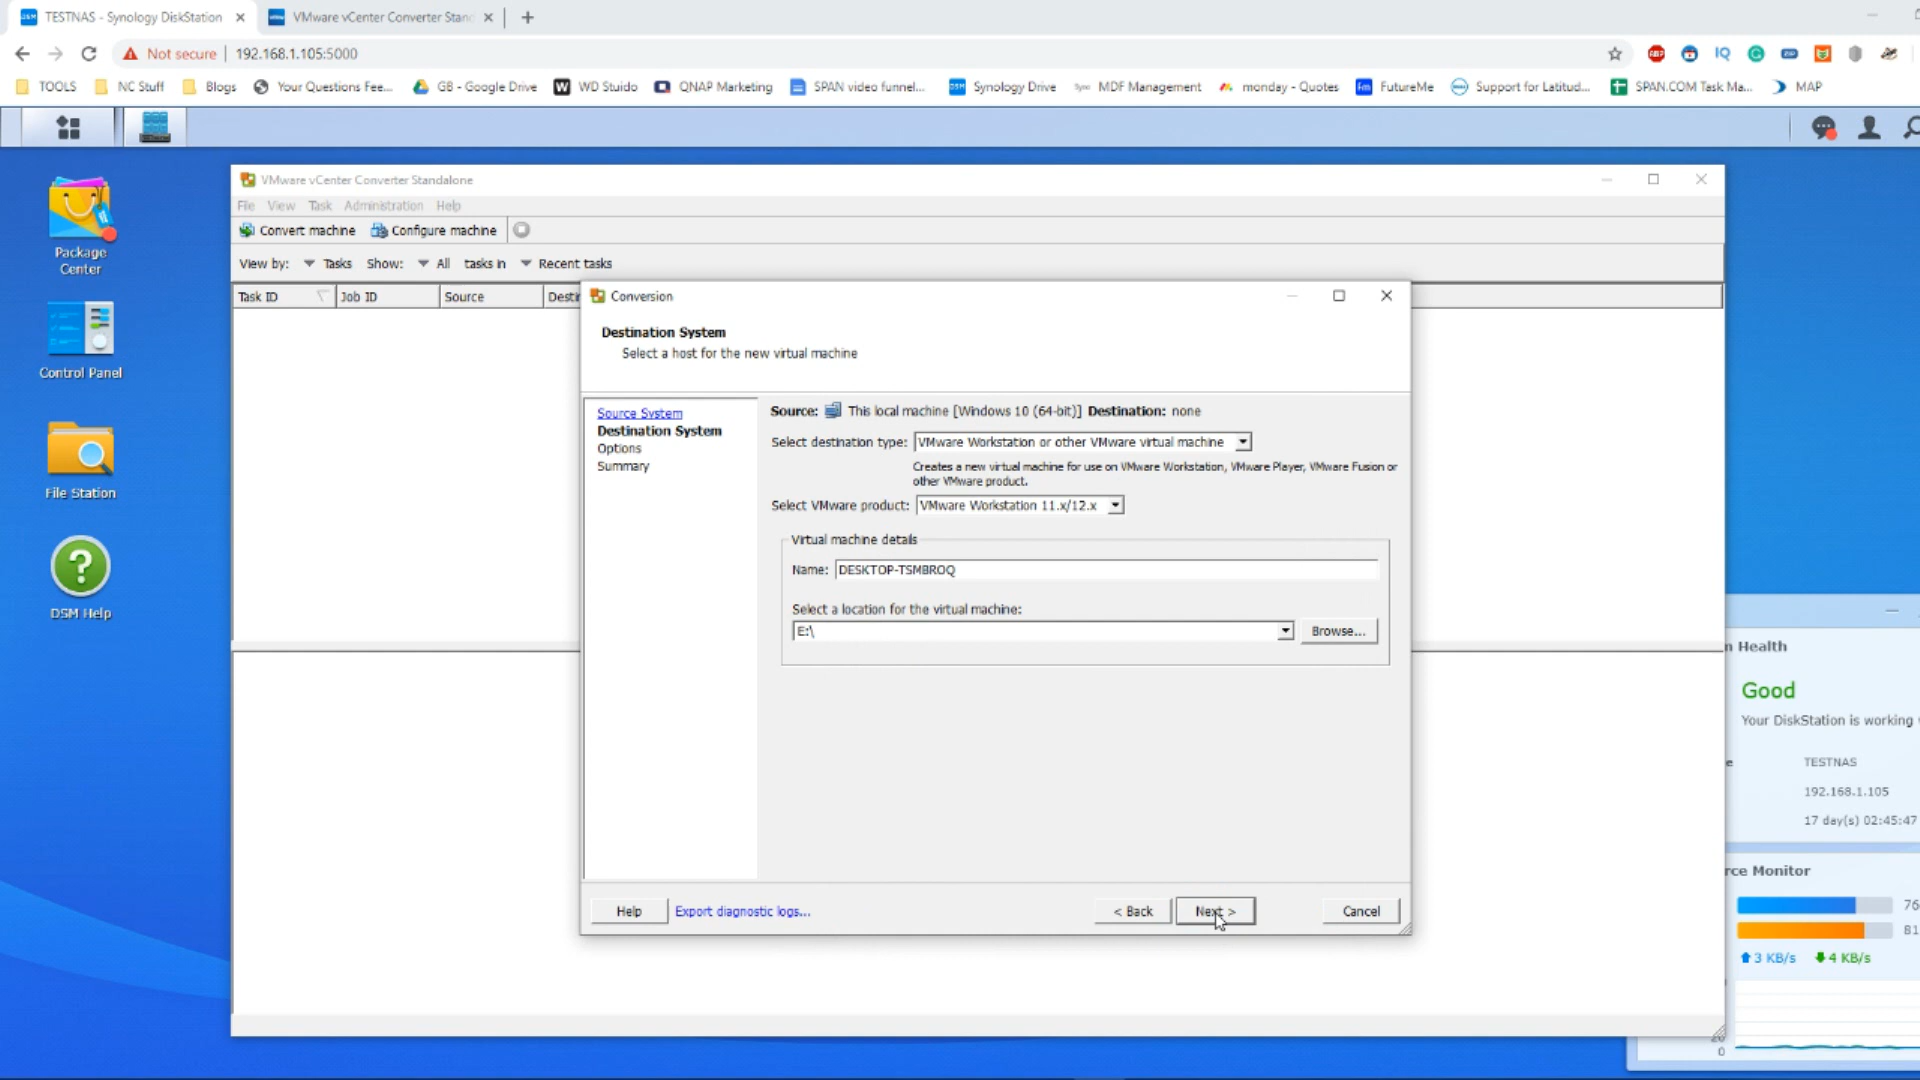 TESTNAS - Synology DiskStation
VMware vCenter Converter Stan
Not secure | 192.168.1.105:5000
TOOLS NC Stuff Blogs Your Questions Fee... GB - Google Drive WD Stuido QNAP Marketing SPAN video funnel... Synology Drive MDF Management monday - Quotes FutureMe Support for Latitud... SPAN.COM Task Ma... MAP
Package
Center
Control Panel
File Station
DSM Help
VMware vCenter Converter Standalone
File View Task Administration Help
Convert machine Configure machine
View by: Tasks Show: All tasks in Recent tasks
Task ID Job ID Source Desti
Conversion
Destination System
Select a host for the new virtual machine
Source System
Destination System
Options
Summary
Source: This local machine [Windows 10 (64-bit)] Destination: none
Select destination type: VMware Workstation or other VMware virtual machine
Creates a new virtual machine for use on VMware Workstation, VMware Player, VMware Fusion or
other VMware product.
Select VMware product: VMware Workstation 11.x/12.x
Virtual machine details
Name: DESKTOP-TSMBROQ
Select a location for the virtual machine:
E:\ Browse...
Help Export diagnostic logs... < Back Next > Cancel
n Health
Good
Your DiskStation is working
e TESTNAS
192.168.1.105
17 day(s) 02:45:47
rce Monitor
76
81
3 KB/s 4 KB/s
20
0